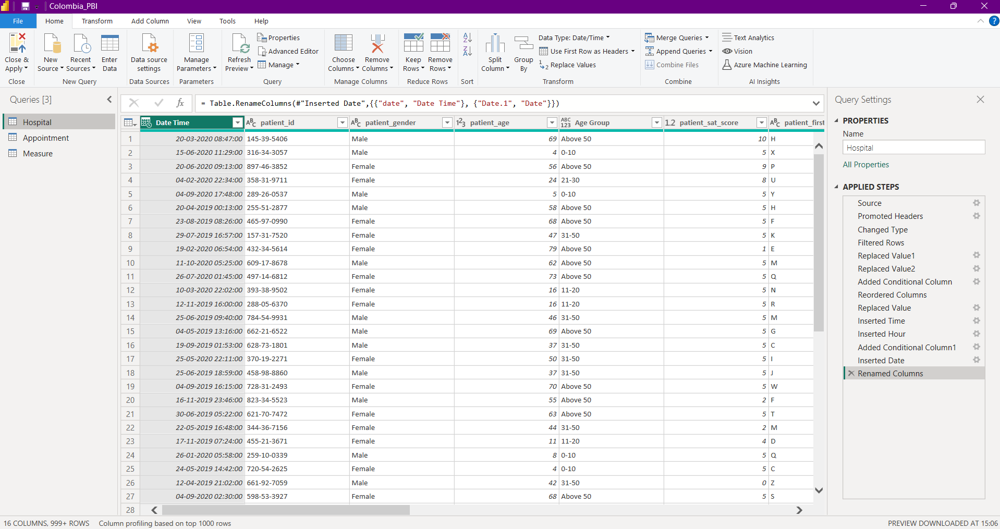 Colombia_PBI
File Home Transform Add Column View Tools Help
Close & Apply
Close
New Source
Recent Sources
Enter Data
New Query
Data source settings
Data Sources
Manage Parameters
Parameters
Refresh Preview
Properties
Advanced Editor
Manage
Query
Choose Columns
Remove Columns
Manage Columns
Keep Rows
Remove Rows
Reduce Rows
Sort
Split Column
Group By
Data Type: Date/Time
Use First Row as Headers
Replace Values
Transform
Merge Queries
Append Queries
Combine Files
Combine
Text Analytics
Vision
Azure Machine Learning
AI Insights
Queries [3]
Hospital
Appointment
Measure
fx
= Table.RenameColumns(#"Inserted Date",{{"date", "Date Time"}, {"Date.1", "Date"}})
Date Time ABC patient_id ABC patient_gender 123 patient_age ABC 123 Age Group 1.2 patient_sat_score ABC patient_first
1 20-03-2020 08:47:00 145-39-5406 Male 69 Above 50 10 H
2 15-06-2020 11:29:00 316-34-3057 Male 4 0-10 5 X
3 20-06-2020 09:13:00 897-46-3852 Female 56 Above 50 9 P
4 04-02-2020 22:34:00 358-31-9711 Female 24 21-30 8 U
5 04-09-2020 17:48:00 289-26-0537 Male 5 0-10 5 Y
6 20-04-2019 00:13:00 255-51-2877 Male 58 Above 50 5 H
7 23-08-2019 08:26:00 465-97-0990 Female 68 Above 50 5 F
8 29-07-2019 16:57:00 157-31-7520 Female 47 31-50 5 K
9 19-02-2020 06:54:00 432-34-5614 Female 79 Above 50 1 E
10 11-10-2020 05:25:00 609-17-8678 Male 62 Above 50 5 M
11 26-07-2020 01:45:00 497-14-6812 Female 73 Above 50 5 Q
12 10-03-2020 22:02:00 393-38-9502 Female 16 11-20 5 N
13 12-11-2019 16:00:00 288-05-6370 Female 16 11-20 5 R
14 25-06-2019 09:40:00 784-54-9931 Male 46 31-50 5 M
15 04-05-2019 13:16:00 662-21-6522 Male 69 Above 50 5 G
16 19-09-2019 01:53:00 628-73-1801 Male 37 31-50 5 C
17 25-05-2020 22:11:00 370-19-2271 Female 50 31-50 5 I
18 25-06-2019 18:59:00 458-98-8860 Male 37 31-50 5 J
19 04-09-2019 16:15:00 728-31-2493 Female 70 Above 50 5 W
20 16-11-2019 23:46:00 823-34-5523 Male 55 Above 50 2 F
21 30-06-2019 05:22:00 621-70-7472 Female 63 Above 50 5 T
22 22-05-2019 16:48:00 344-36-7156 Female 44 31-50 2 M
23 17-11-2019 07:24:00 455-21-3671 Female 11 11-20 4 D
24 26-01-2020 05:58:00 259-10-0339 Male 8 0-10 5 Q
25 24-05-2019 14:42:00 720-54-2625 Female 4 0-10 5 C
26 12-04-2019 21:02:00 661-92-7059 Male 42 31-50 0 Z
27 04-09-2020 02:30:00 598-53-3927 Female 68 Above 50 5 S
28
Query Settings
PROPERTIES
Name
Hospital
All Properties
APPLIED STEPS
Source
Promoted Headers
Changed Type
Filtered Rows
Replaced Value1
Replaced Value2
Added Conditional Column
Reordered Columns
Replaced Value
Inserted Time
Inserted Hour
Added Conditional Column1
Inserted Date
Renamed Columns
16 COLUMNS, 999+ ROWS Column profiling based on top 1000 rows
PREVIEW DOWNLOADED AT 15:06